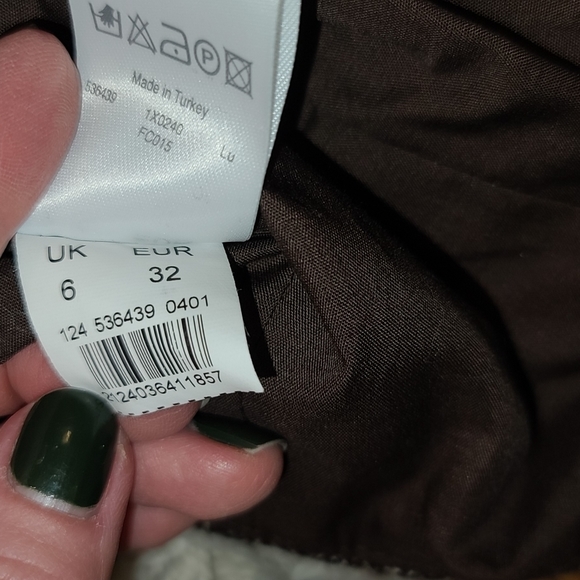 P
Made in Turkey
536439
1X0240
FC015
Lu
UK EUR
6 32
124 536439 0401
2124036411857